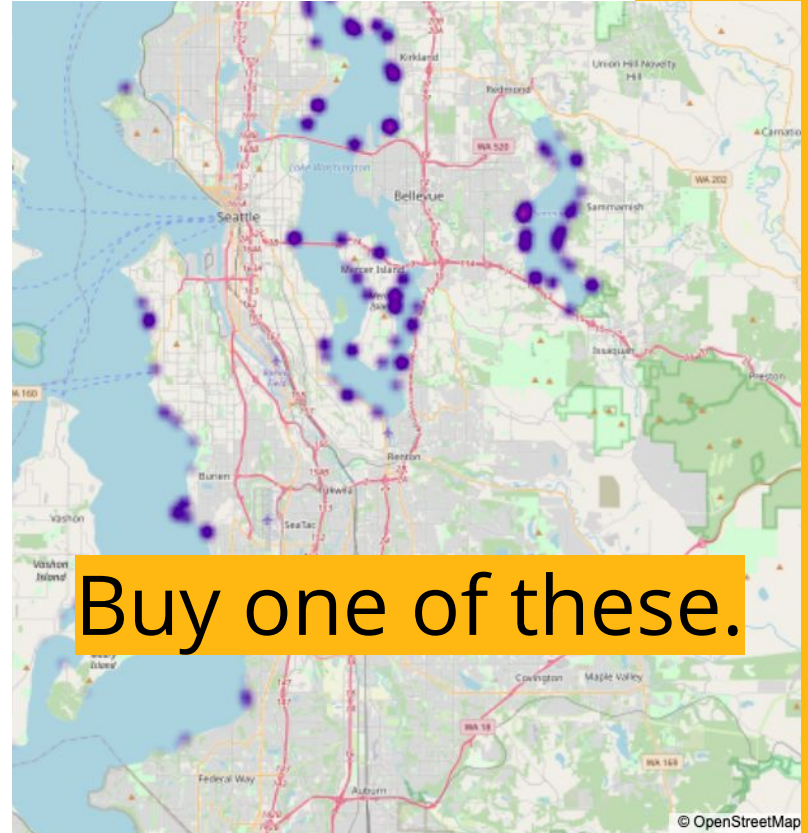 Kirkland
Union Hill Novelty
Hill
Redmond
WA 520
Carnatio
Lake Washington
WA 202
Bellevue
Sammamish
Seattle
Mercer Island
Issaquah
Preston
A 160
Renton
Burien
Tukwila
SeaTac
Vashon
Vashon
Island
Buy one of these.
Island
Covington
Maple Valley
WA 18
WA 169
Federal Way
Auburn
© OpenStreetMap